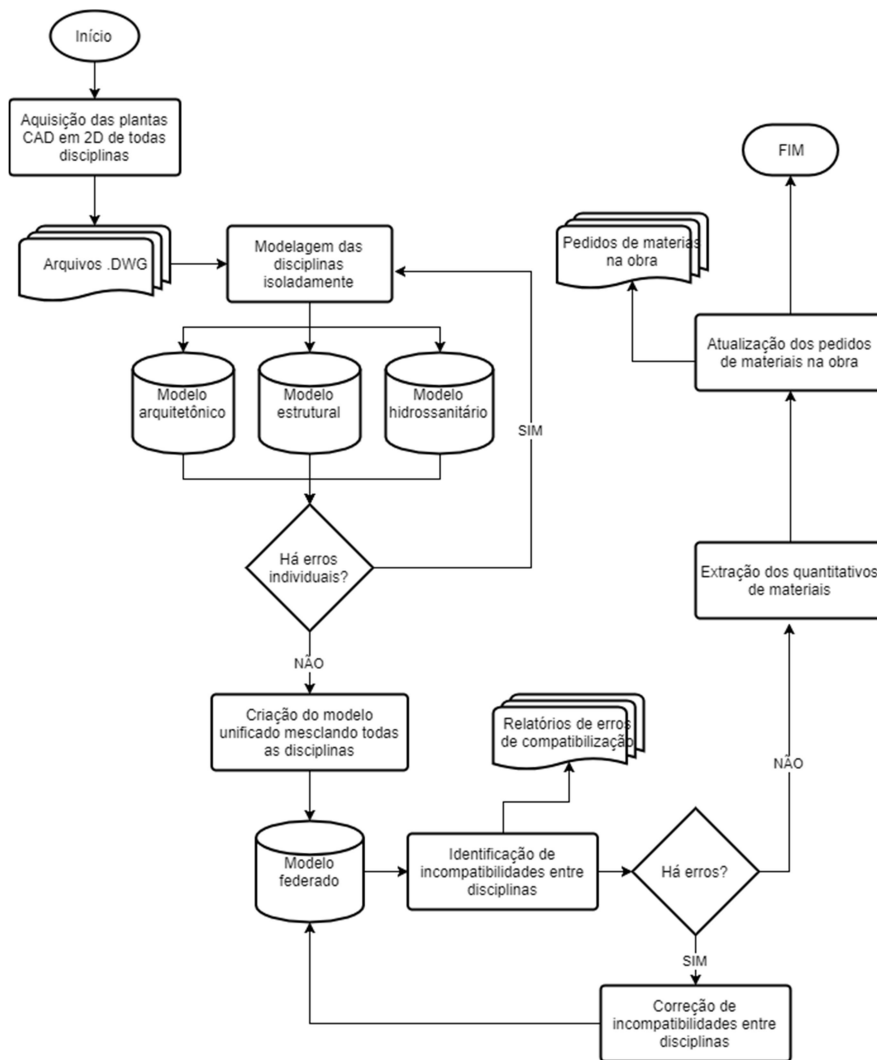 Início
Aquisição das plantas
CAD em 2D de todas
disciplinas
Arquivos .DWG
Modelagem das
disciplinas
isoladamente
Modelo
arquitetônico
Modelo
estrutural
Modelo
hidrossanitário
SIM
Há erros
individuais?
NÃO
Criação do modelo
unificado mesclando todas
as disciplinas
Modelo
federado
Identificação de
incompatibilidades entre
disciplinas
Relatórios de erros
de compatibilização
Há erros?
SIM
Correção de
incompatibilidades entre
disciplinas
NÃO
Extração dos quantitativos
de materiais
Atualização dos pedidos
de materiais na obra
Pedidos de materias
na obra
FIM